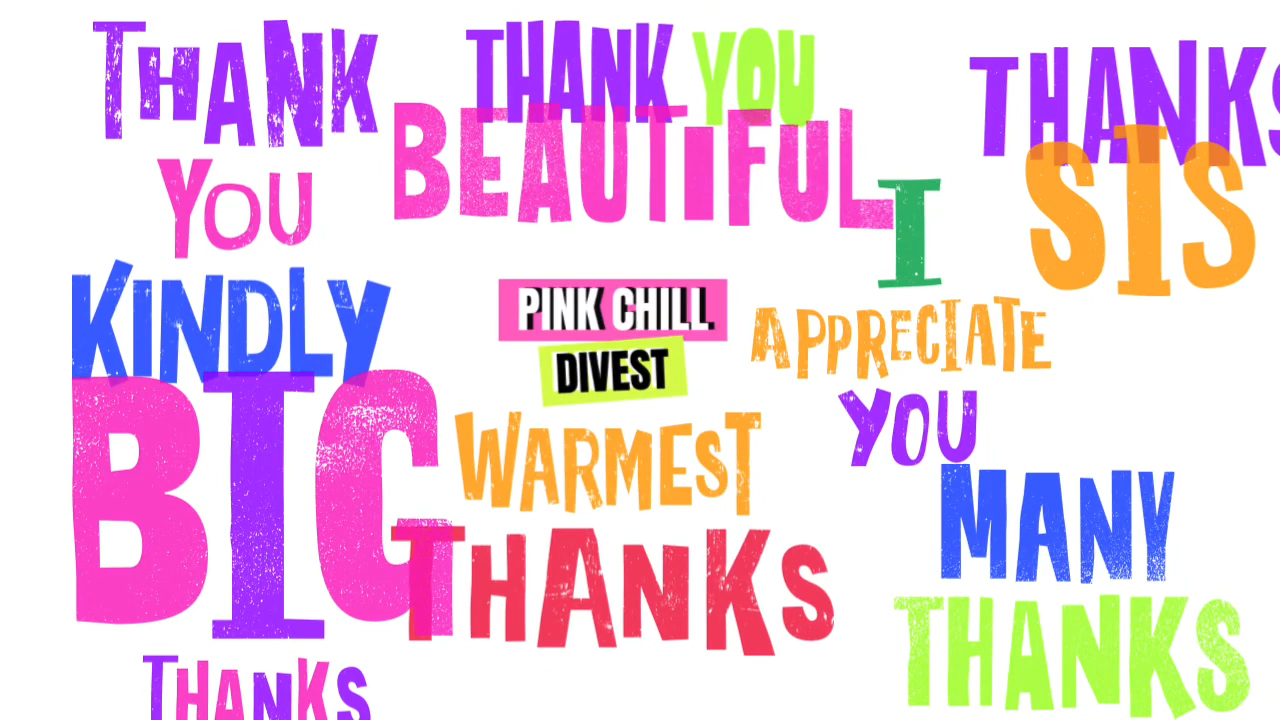 THANK
YOU
KINDLY
THANK YOU
BEAUTIFUL
THANKS
SIS
PINK CHILL
DIVEST
I
APPRECIATE
YOU
BIG
THANKS
WARMEST
THANKS
MANY
THANKS